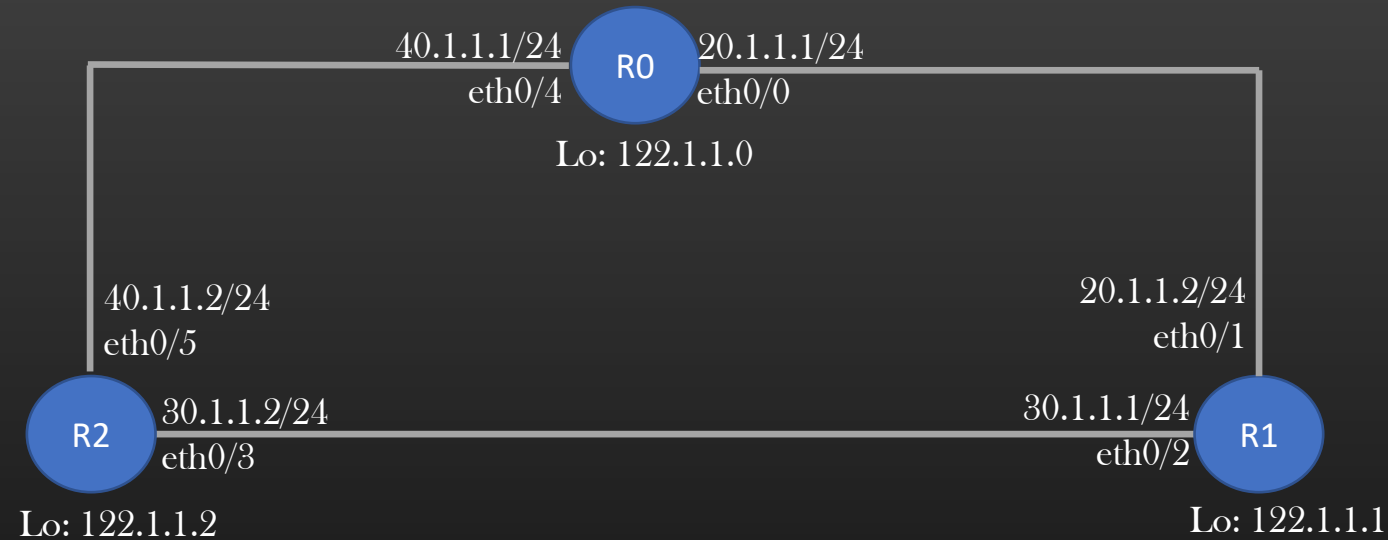 40.1.1.1/24
eth0/4
R0
20.1.1.1/24
eth0/0
Lo: 122.1.1.0
40.1.1.2/24
eth0/5
20.1.1.2/24
eth0/1
R2
30.1.1.2/24
eth0/3
30.1.1.1/24
eth0/2
R1
Lo: 122.1.1.2
Lo: 122.1.1.1